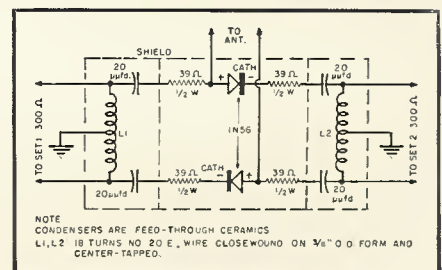 TO
ANT.
SHIELD
20
µµfd.
39 Ω
½ W
CATH
+
-
39 Ω
½ W
20
µµfd
TO SET 1 300 Ω
L1
IN56
L2
TO SET 2 300 Ω
20µµfd
39 Ω
½ W
CATH
-
+
39 Ω
½ W
20
µµfd
NOTE
CONDENSERS ARE FEED-THROUGH CERAMICS
L1,L2 18 TURNS NO 20 E. WIRE CLOSEWOUND ON 3/8" O.D FORM AND
CENTER-TAPPED.